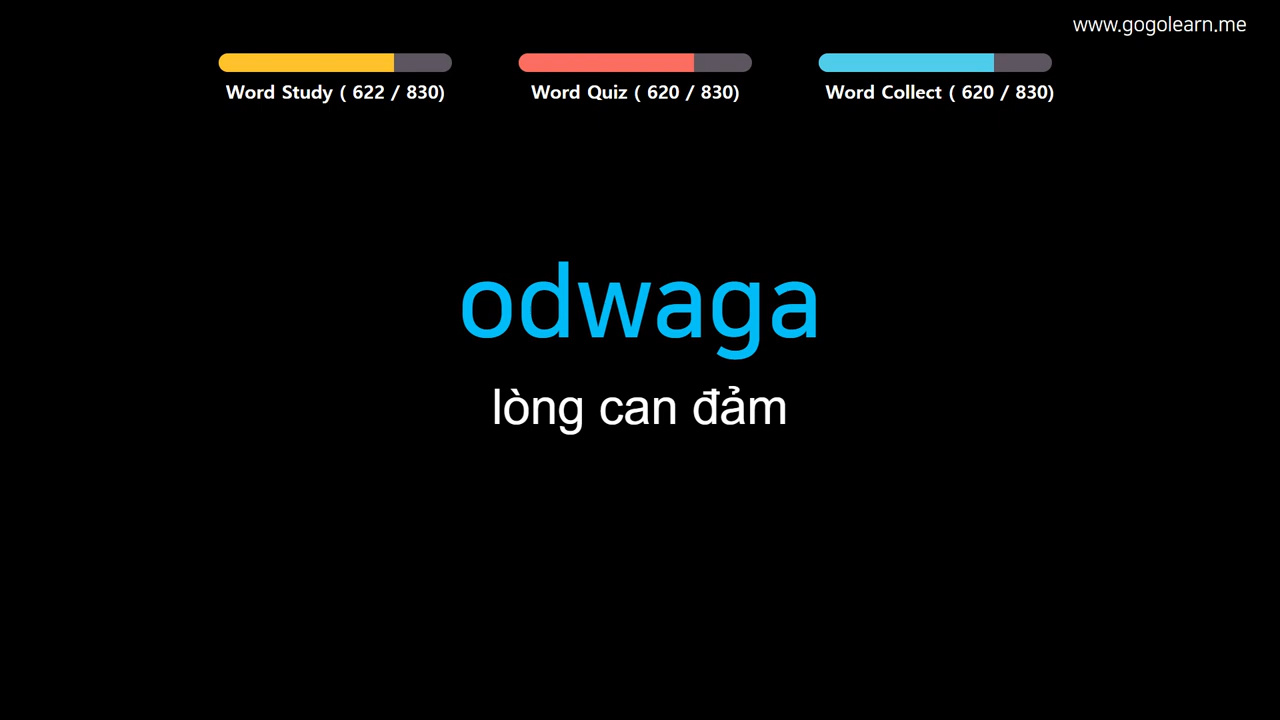 www.gogolearn.me
Word Study ( 622 / 830)
Word Quiz ( 620 / 830)
Word Collect ( 620 / 830)
odwaga
lòng can đảm